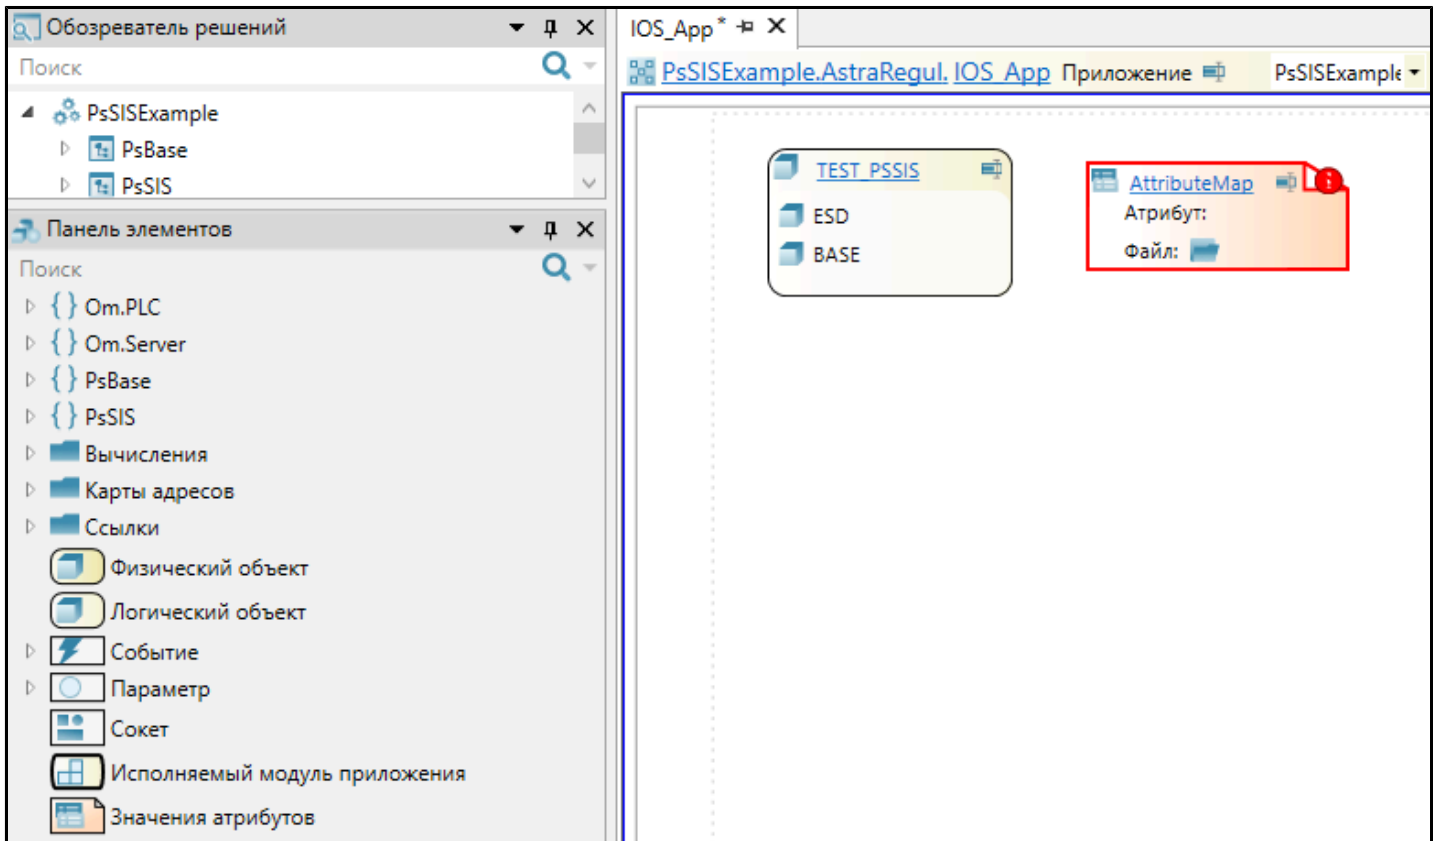 Обозреватель решений
Поиск
PsSISExample
PsBase
PsSIS
Панель элементов
Поиск
{ } Om.PLC
{ } Om.Server
{ } PsBase
{ } PsSIS
Вычисления
Карты адресов
Ссылки
Физический объект
Логический объект
Событие
Параметр
Сокет
Исполняемый модуль приложения
Значения атрибутов
IOS_App*
PsSISExample.AstraRegul. IOS_App Приложение PsSISExample
TEST_PSSIS
ESD
BASE
AttributeMap
Атрибут:
Файл: